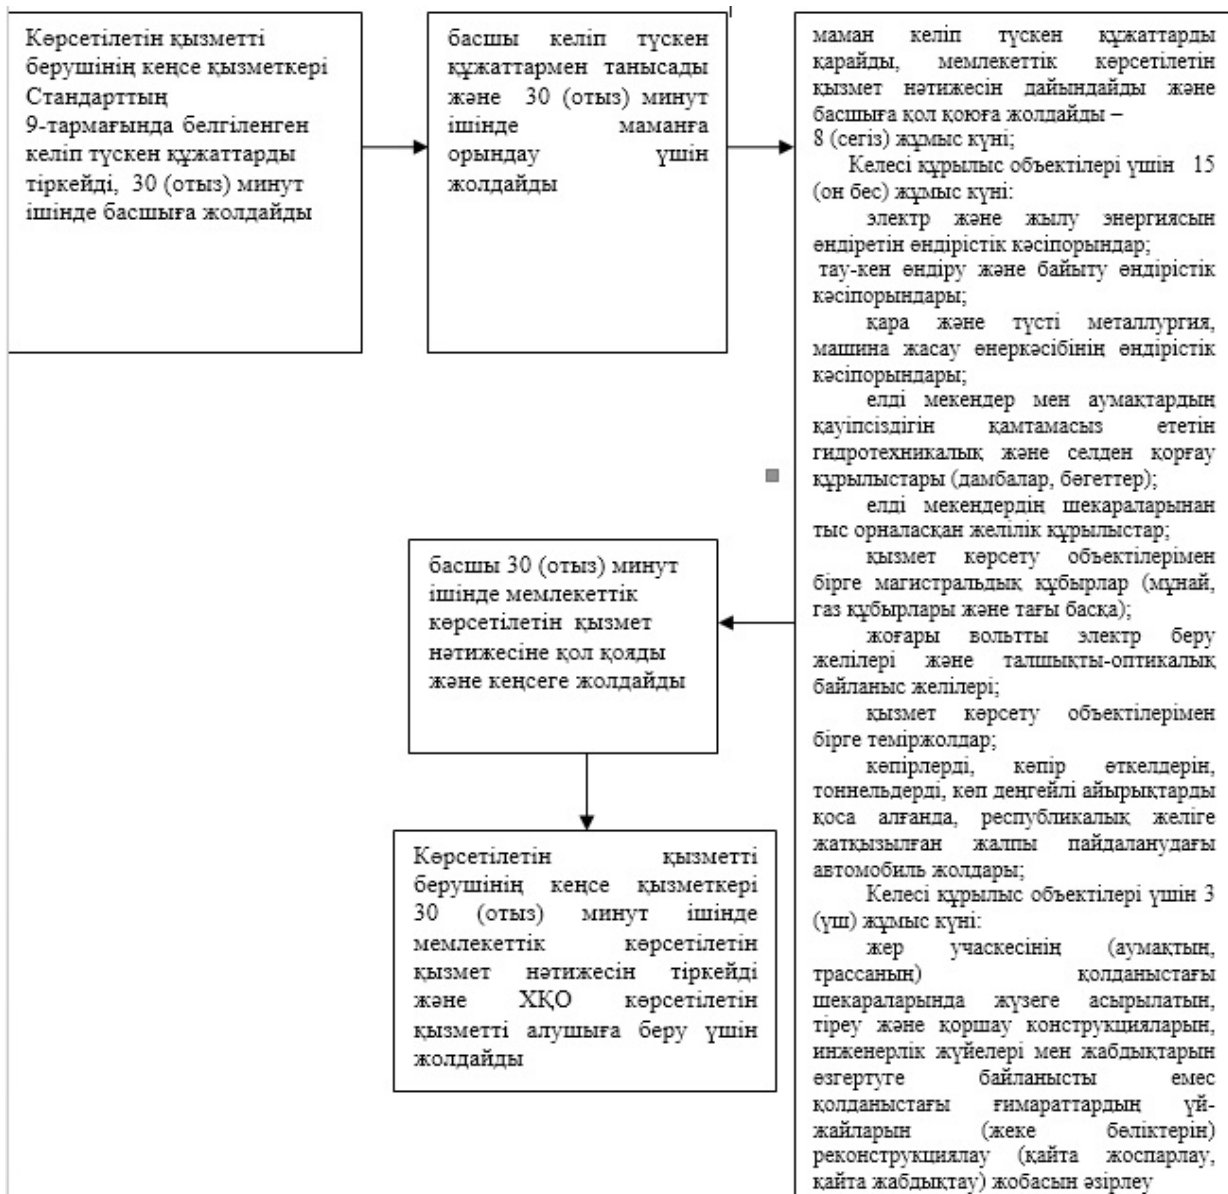 Көрсетілетін қызметті
берушінің кеңсе қызметкері
Стандарттың
9-тармағында белгіленген
келіп түскен құжаттарды
тіркейді, 30 (отыз) минут
ішінде басшыға жолдайды
басшы келіп түскен
құжаттармен танысады
және 30 (отыз) минут
ішінде маманға
орындау үшін
жолдайды
маман келіп түскен құжаттарды
қарайды, мемлекеттік көрсетілетін
қызмет нәтижесін дайындайды және
басшыға қол қоюға жолдайды –
8 (сегіз) жұмыс күні;
Келесі құрылыс объектілері үшін 15
(он бес) жұмыс күні:
электр және жылу энергиясын
өндіретін өндірістік кәсіпорындар;
тау-кен өндіру және байыту өндірістік
кәсіпорындары;
қара және түсті металлургия,
машина жасау өнеркәсібінің өндірістік
кәсіпорындары;
елді мекендер мен аумақтардың
қауіпсіздігін қамтамасыз ететін
гидротехникалық және селден қорғау
құрылыстары (дамбалар, бөгеттер);
елді мекендердің шекараларынан
тыс орналасқан желілік құрылыстар;
қызмет көрсету объектілерімен
бірге магистральдық құбырлар (мұнай,
газ құбырлары және тағы басқа);
жоғары вольтты электр беру
желілері және талшықты-оптикалық
байланыс желілері;
қызмет көрсету объектілерімен
бірге теміржолдар;
көпірлерді, көпір өткелдерін,
тоннельдерді, көп деңгейлі айырықтарды
қоса алғанда, республикалық желіге
жатқызылған жалпы пайдаланудағы
автомобиль жолдары;
Келесі құрылыс объектілері үшін 3
(үш) жұмыс күні:
жер учаскесінің (аумақтың,
трассаның) қолданыстағы
шекараларында жүзеге асырылатын,
тіреу және қоршау конструкцияларын,
инженерлік жүйелері мен жабдықтарын
өзгертуге байланысты емес
қолданыстағы ғимараттардың үй-
жайларын (жеке бөліктерін)
реконструкциялау (қайта жоспарлау,
қайта жабдықтау) жобасын әзірлеу
басшы 30 (отыз) минут
ішінде мемлекеттік
көрсетілетін қызмет
нәтижесіне қол қояды
және кеңсеге жолдайды
Көрсетілетін қызметті
берушінің кеңсе қызметкері
30 (отыз) минут ішінде
мемлекеттік көрсетілетін
қызмет нәтижесін тіркейді
және ХҚО көрсетілетін
қызметті алушыға беру үшін
жолдайды